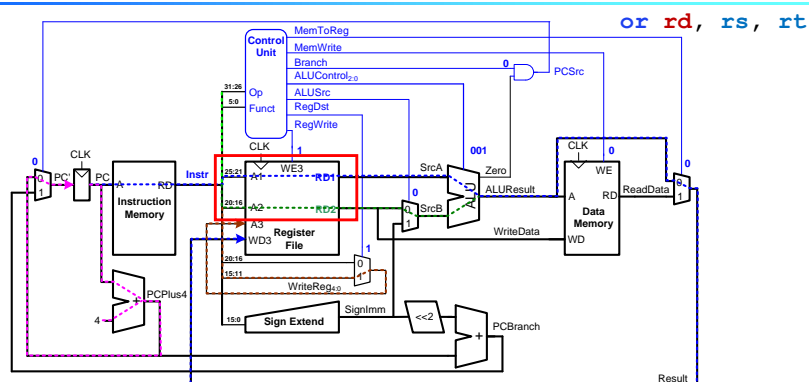 or rd, rs, rt
MemToReg
Control
Unit
MemWrite
Branch
0
PCSrc
ALUControl2:0
31:26
Op
ALUSrc
5:0
Funct
RegDst
RegWrite
CLK
CLK
CLK
0
1
001
0
0
PC'
PC
0
1
A
RD
Instr
25:21
A1
WE3
RD1
SrcA
Zero
WE
Instruction
Memory
20:16
A2
RD2
0
SrcB
0
1
ALU
ALUResult
A
RD
ReadData
0
1
Data
Memory
A3
Register
File
WD3
WriteData
WD
1
20:16
0
15:11
1
WriteReg4:0
PCPlus4
+
4
SignImm
15:0
Sign Extend
<<2
+
PCBranch
Result